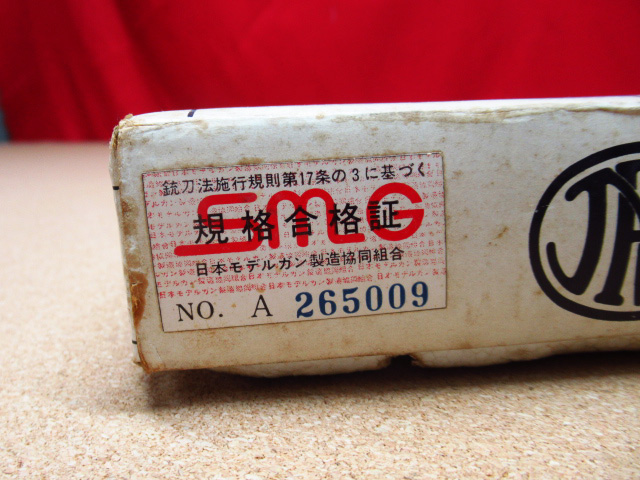 銃刀法施行規則第17条の3に基づく
SMG
規格合格証
日本モデルカン製造協同組合
NO. A 265009